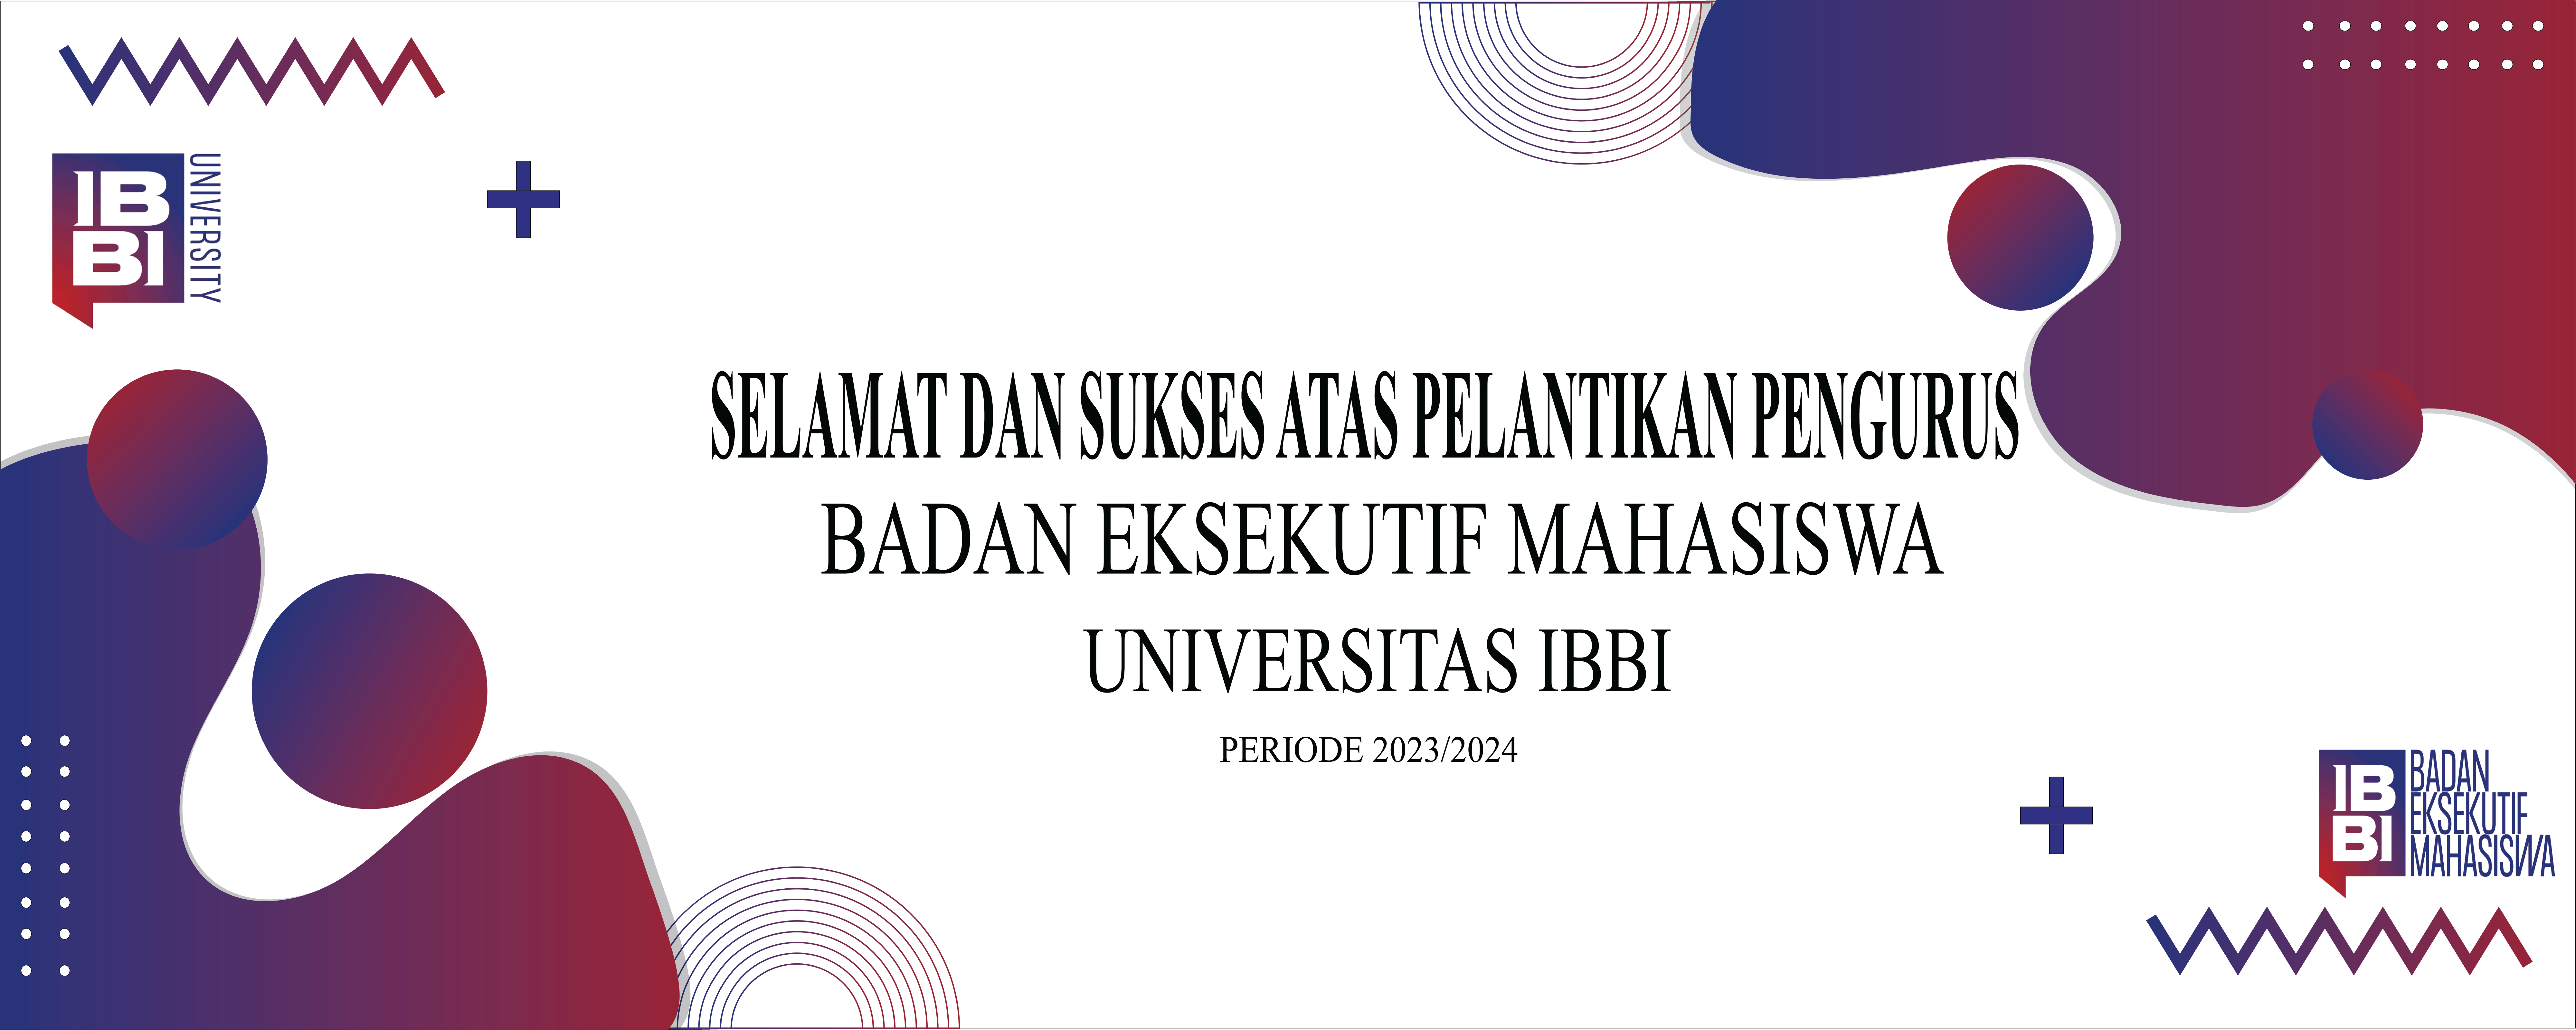 IB
BI
UNIVERSITY
SELAMAT DAN SUKSES ATAS PELANTIKAN PENGURUS
BADAN EKSEKUTIF MAHASISWA
UNIVERSITAS IBBI
PERIODE 2023/2024
IB
BI
BADAN
EKSEKUTIF
MAHASISWA